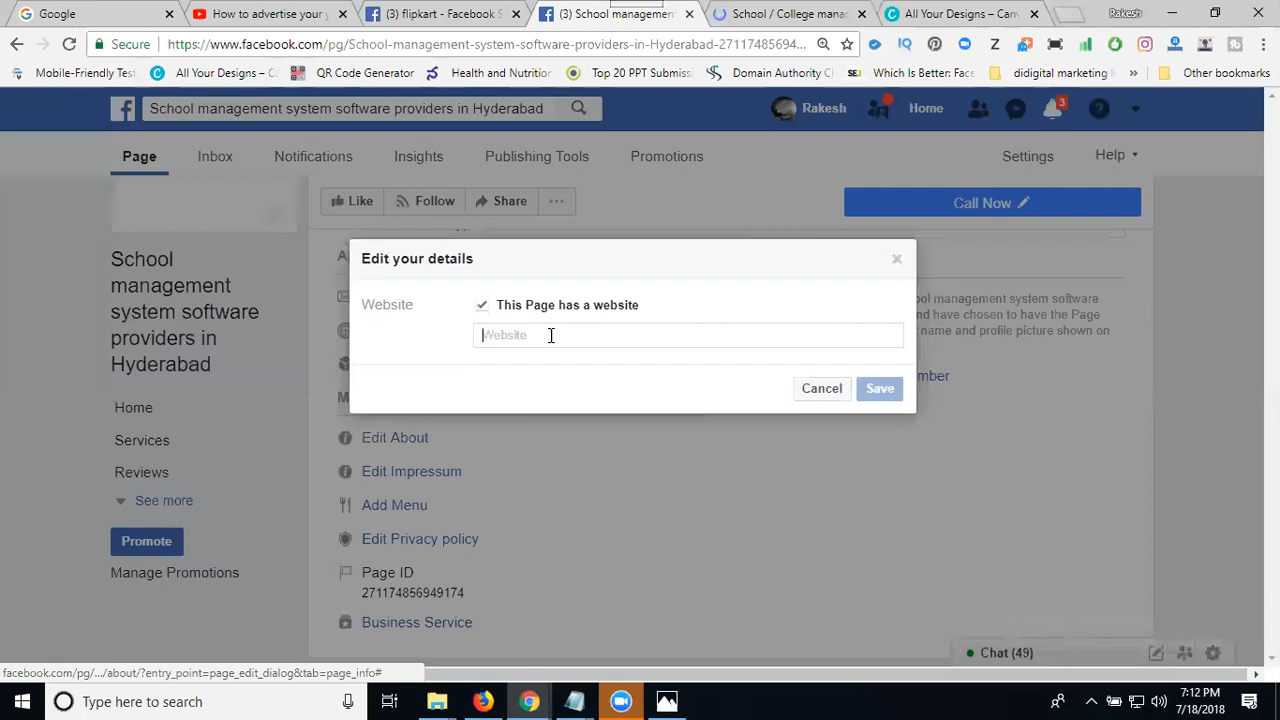 Google
How to advertise your
(3) flipkart - Facebook S
(3) School management
School / College mana
All Your Designs – Can
Rakesh
Secure
https://www.facebook.com/pg/School-management-system-software-providers-in-Hyderabad-27117485694...
Mobile-Friendly Test
All Your Designs – C
QR Code Generator
Health and Nutrition
Top 20 PPT Submiss
Domain Authority C
Which Is Better: Fac
didigital marketing
Other bookmarks
School management system software providers in Hyderabad
Rakesh
Home
3
Page
Inbox
Notifications
Insights
Publishing Tools
Promotions
Settings
Help
Like
Follow
Share
Call Now
Edit your details
Website
This Page has a website
Website
Cancel
Save
School
management
system software
providers in
Hyderabad
ool management
and have chosen to have the Page
and profile picture shown on
Home
Services
Reviews
See more
Promote
Manage Promotions
Edit About
Edit Impressum
Add Menu
Edit Privacy policy
Page ID
271174856949174
Business Service
Chat (49)
facebook.com/pg/.../about/?entry_point=page_edit_dialog&tab=page_info#
Type here to search
7:12 PM
7/18/2018